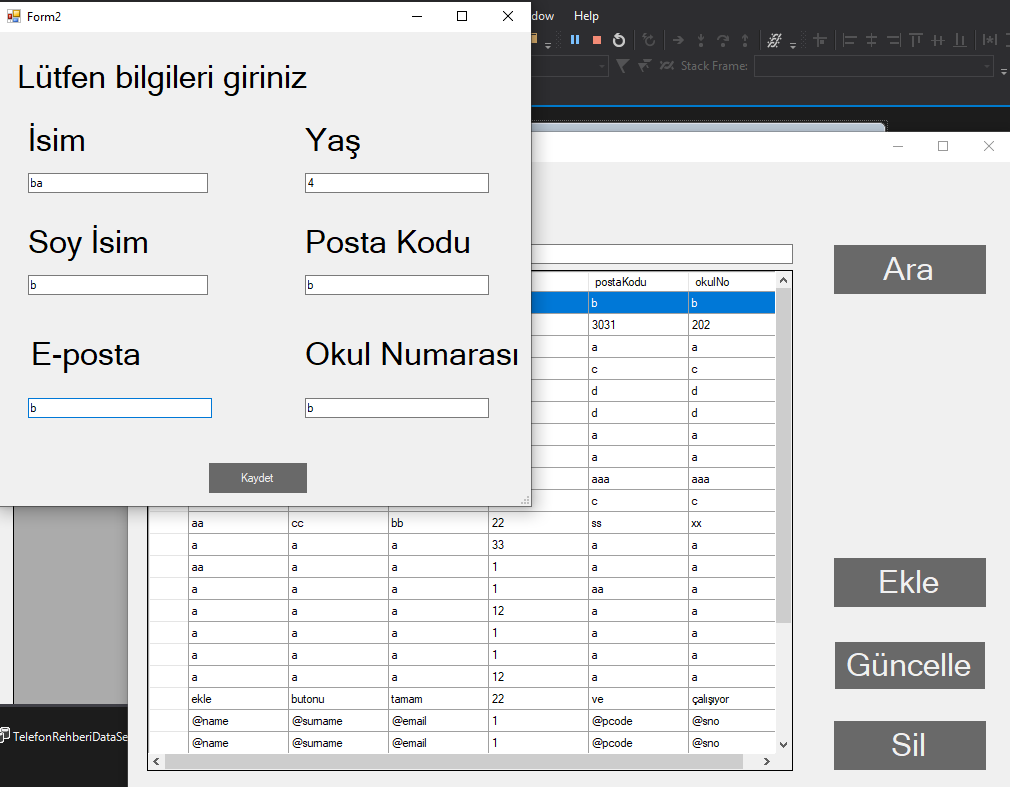 Form2
dow Help
Stack Frame:
Lütfen bilgileri giriniz
İsim Yaş
ba 4
Soy İsim Posta Kodu
b b
E-posta Okul Numarası
b b
Kaydet
Ara
postaKodu okulNo
b b
3031 202
a a
c c
d d
d d
a a
a a
aaa aaa
c c
aa cc bb 22 ss xx
a a a 33 a a
aa a a 1 a a
a a a 1 aa a
a a a 12 a a
a a a 1 a a
a a a 1 a a
a a a 12 a a
ekle butonu tamam 22 ve çalışıyor
@name @surname @email 1 @pcode @sno
@name @surname @email 1 @pcode @sno
Ekle
Güncelle
Sil
TelefonRehberiDataSe